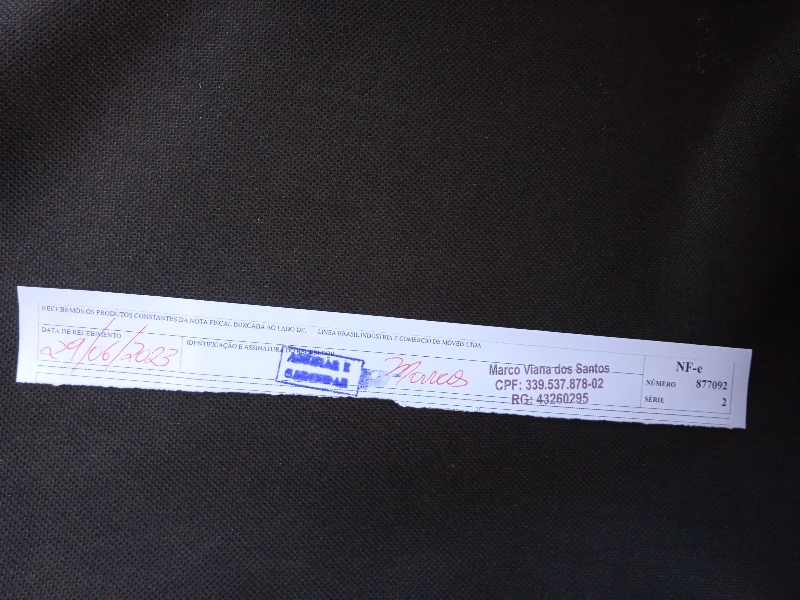 RECEBEMOS OS PRODUTOS CONSTANTES DA NOTA FISCAL INDICADA AO LADO DE: LINEA BRASIL INDUSTRIA E COMERCIO DE MÓVEIS LTDA
DATA DE RECEBIMENTO
29/06/2023
IDENTIFICAÇÃO E ASSINATURA DO RECEBEDOR
Marcos
Marco Viana dos Santos
CPF: 339.537.878-02
RG: 43260295
NF-e
NÚMERO 877092
SÉRIE 2